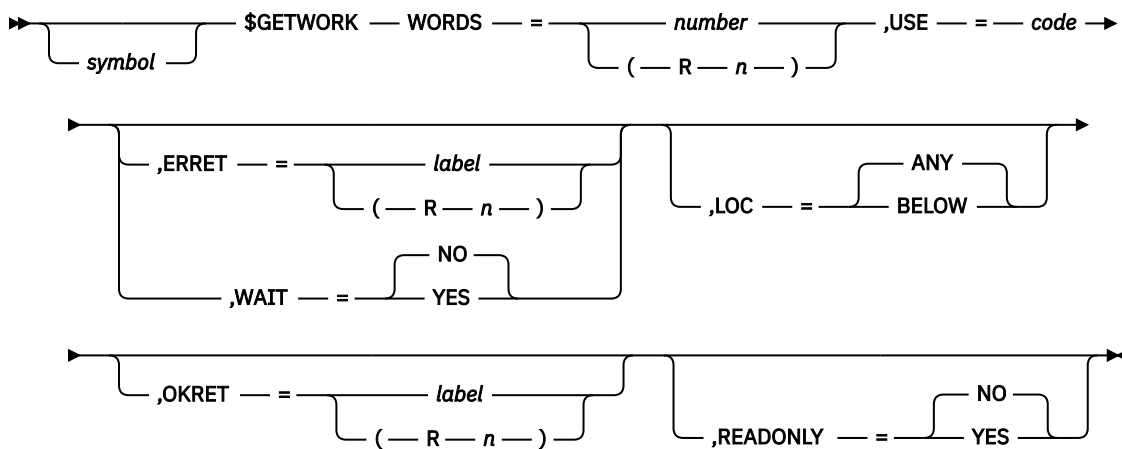 $GETWORK WORDS = number ,USE = code
symbol ( R n )
,ERRET = label ANY
( R n ) ,LOC = BELOW
NO
,WAIT = YES
,OKRET = label NO
( R n ) ,READONLY = YES